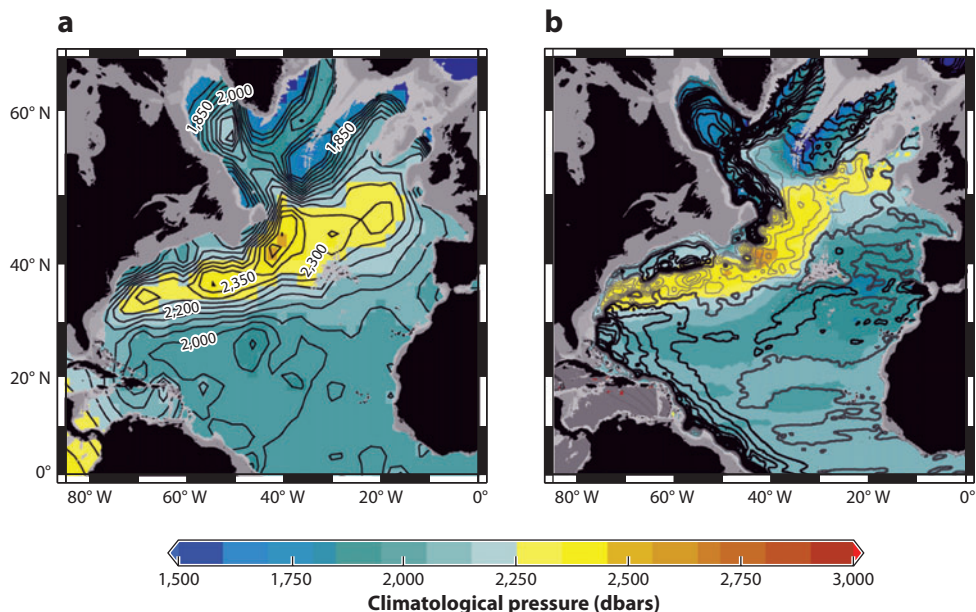 a
b
60° N
40° N
20° N
0°
1,850
2,000
1,850
2,300
2,350
2,200
2,000
80° W 60° W 40° W 20° W 0°
80° W 60° W 40° W 20° W 0°
1,500 1,750 2,000 2,250 2,500 2,750 3,000
Climatological pressure (dbars)